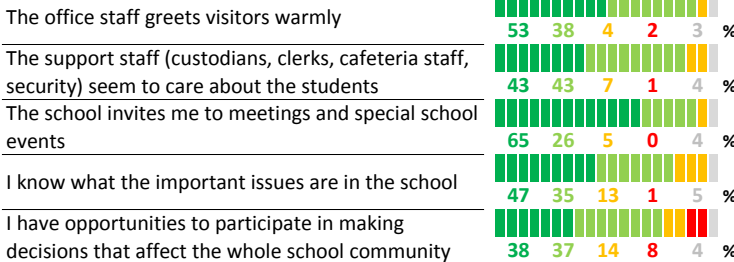 The office staff greets visitors warmly
53 38 4 2 3 %
The support staff (custodians, clerks, cafeteria staff,
security) seem to care about the students
43 43 7 1 4 %
The school invites me to meetings and special school
events
65 26 5 0 4 %
I know what the important issues are in the school
47 35 13 1 5 %
I have opportunities to participate in making
decisions that affect the whole school community
38 37 14 8 4 %